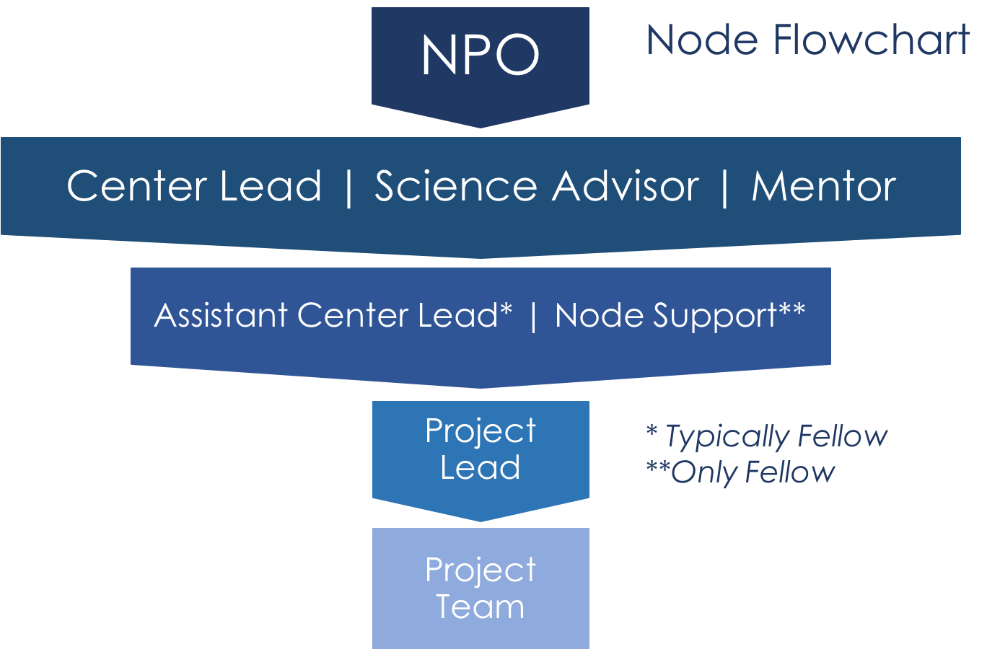 NPO
Node Flowchart
Center Lead | Science Advisor | Mentor
Assistant Center Lead* | Node Support**
Project
Lead
* Typically Fellow
**Only Fellow
Project
Team